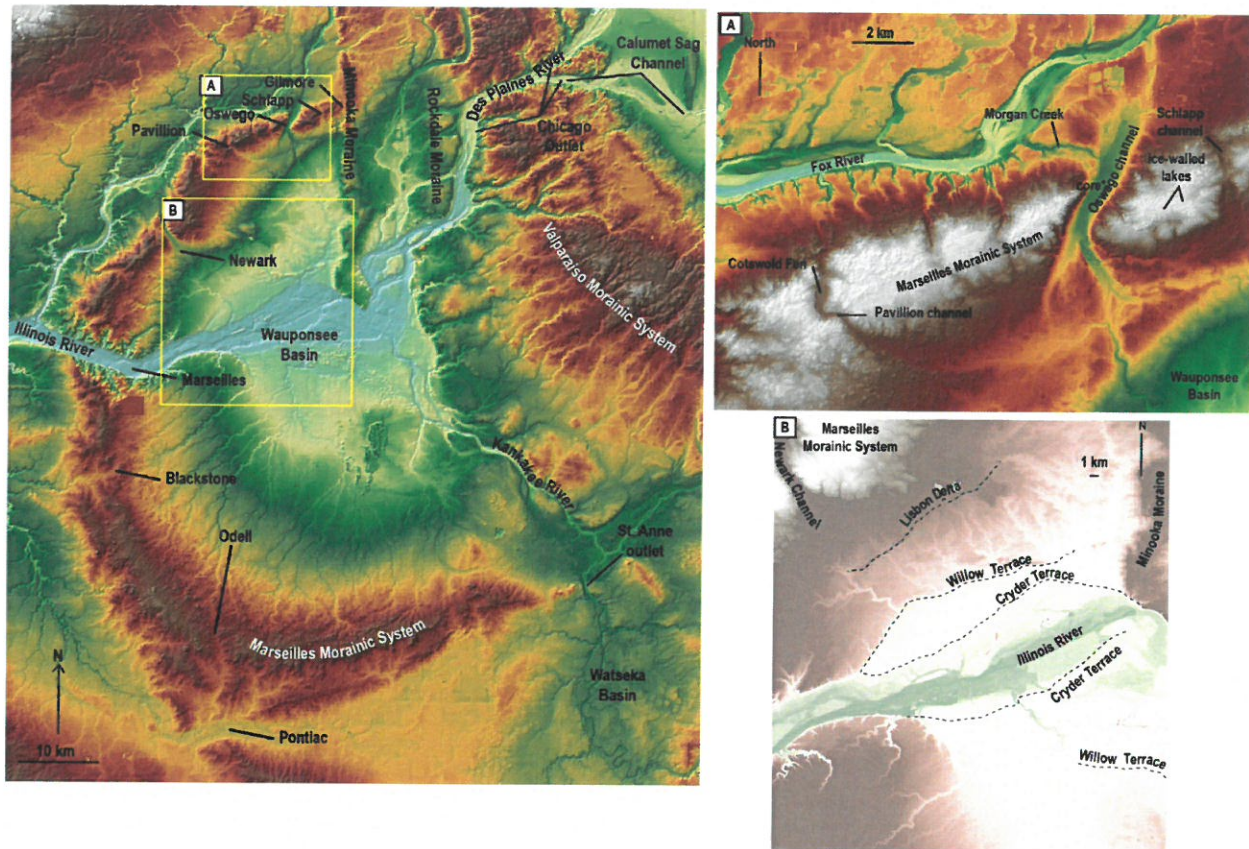 A
Gilmore
Schlapp
Oswego
Pavillion
Minooka Moraine
Rockdale Moraine
Des Plaines River
Calumet Sag
Channel
Chicago
Outlet
B
Newark
Valparaiso Morainic System
Illinois River
Wauponsee
Basin
Marseilles
Kankakee River
Blackstone
Odell
St. Anne
outlet
Marseilles Morainic System
Watseka
Basin
N
10 km
Pontiac
A
North
2 km
Morgan Creek
Schlapp
channel
Ice-walled
lakes
Fox River
core
Oswego channel
Marseilles Morainic System
Cotswold Fan
Pavillion channel
Wauponsee
Basin
B
Marseilles
Morainic System
N
1 km
Newark Channel
Lisbon Delta
Minooka Moraine
Willow Terrace
Cryder Terrace
Illinois River
Cryder Terrace
Willow Terrace